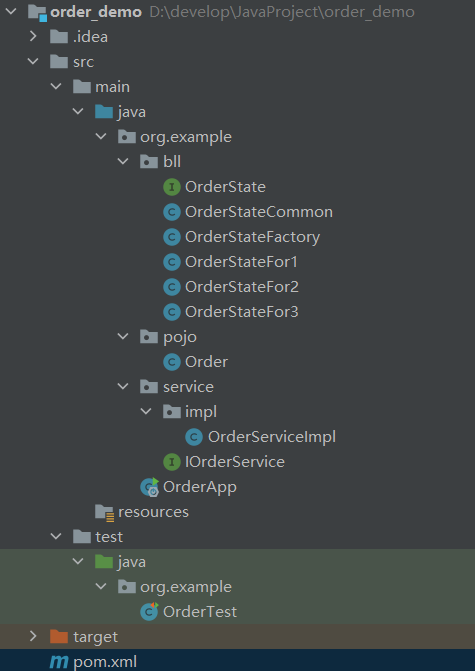 order_demo D:\develop\JavaProject\order_demo
.idea
src
main
java
org.example
bll
I OrderState
C OrderStateCommon
C OrderStateFactory
C OrderStateFor1
C OrderStateFor2
C OrderStateFor3
pojo
C Order
service
impl
C OrderServiceImpl
I IOrderService
OrderApp
resources
test
java
org.example
OrderTest
target
m pom.xml